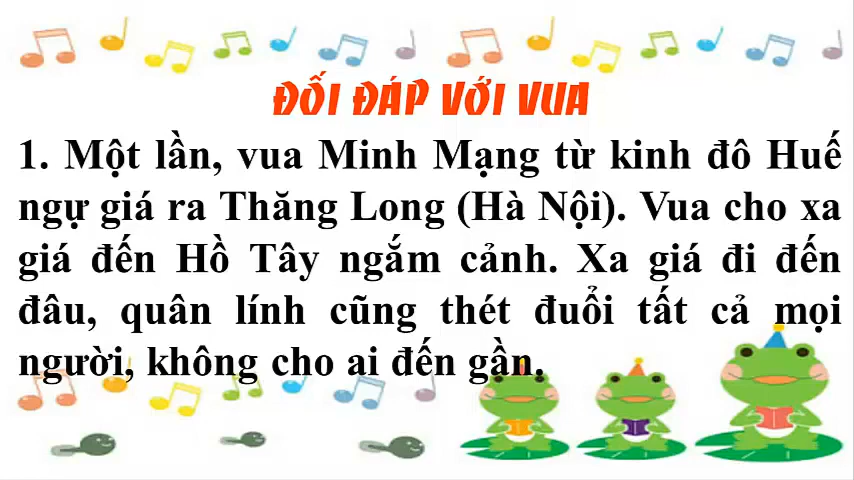 ĐỐI ĐÁP VỚI VUA
1. Một lần, vua Minh Mạng từ kinh đô Huế
ngự giá ra Thăng Long (Hà Nội). Vua cho xa
giá đến Hồ Tây ngắm cảnh. Xa giá đi đến
đâu, quân lính cũng thét đuổi tất cả mọi
người, không cho ai đến gần.